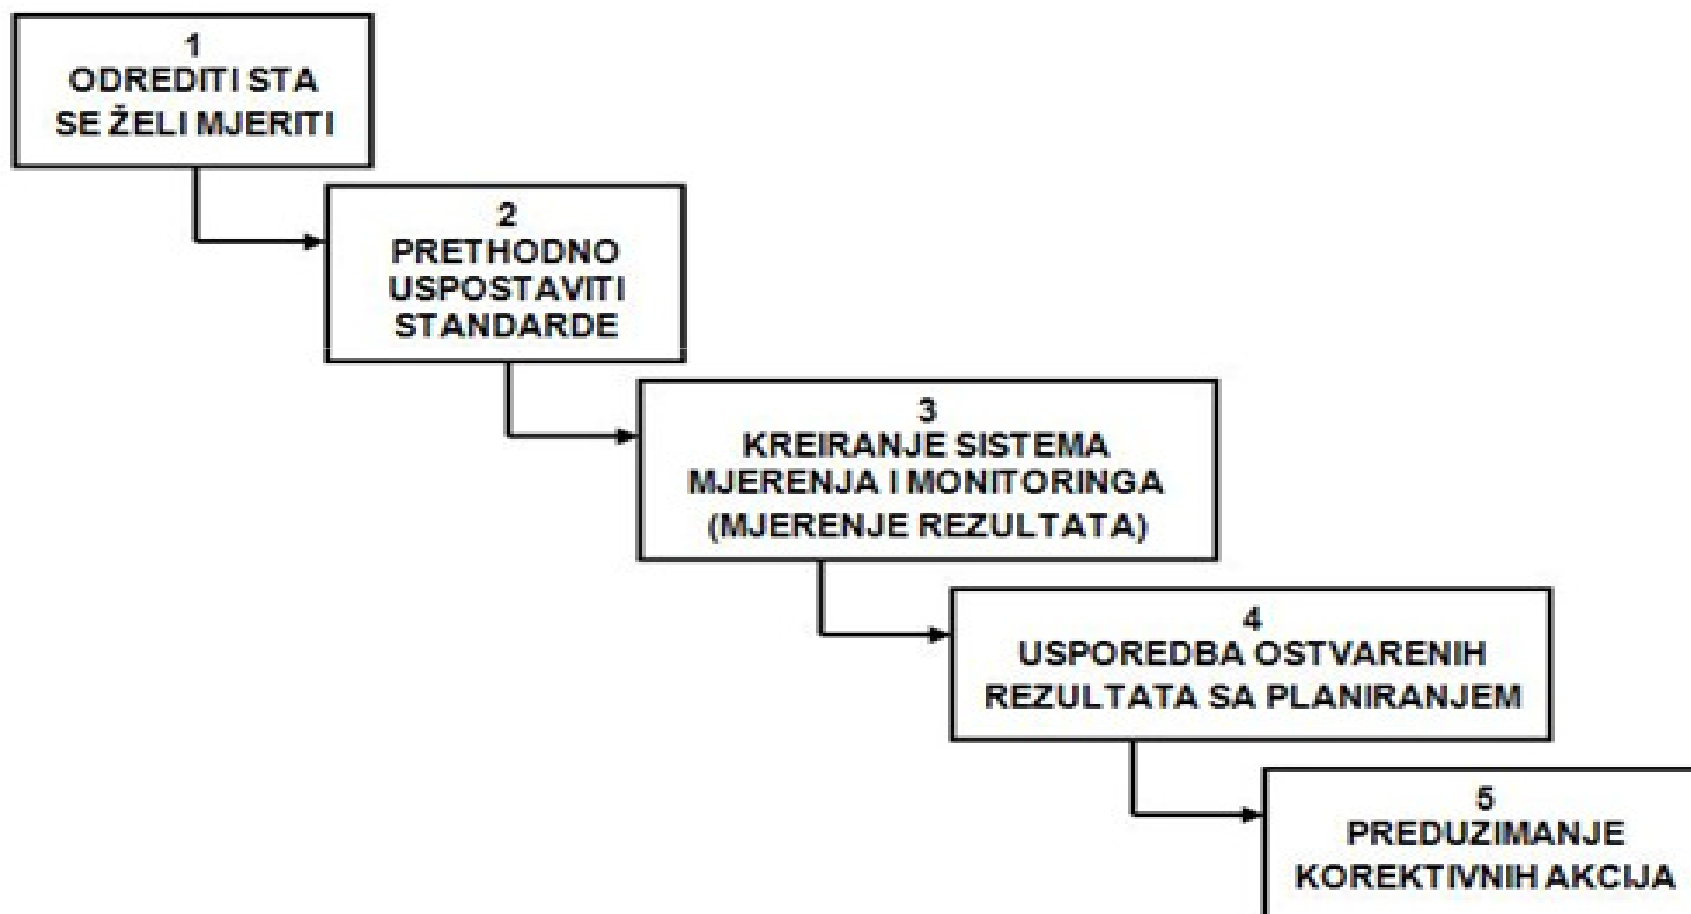 1
ODREDITI STA
SE ŽELI MJERITI
2
PRETHODNO
USPOSTAVITI
STANDARDE
3
KREIRANJE SISTEMA
MJERENJA I MONITORINGA
(MJERENJE REZULTATA)
4
USPOREDBA OSTVARENIH
REZULTATA SA PLANIRANJEM
5
PREDUZIMANJE
KOREKTIVNIH AKCIJA